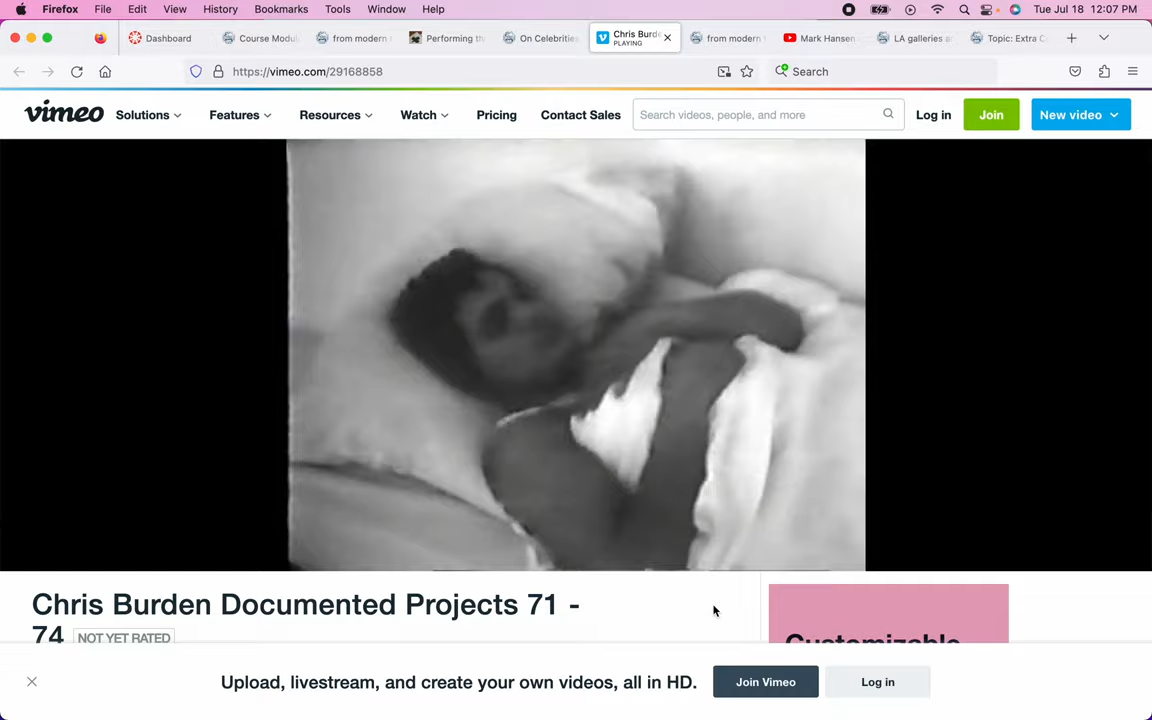 Firefox File Edit View History Bookmarks Tools Window Help Tue Jul 18 12:07 PM
Dashboard Course Modul from modern Performing th On Celebritie Chris Burde from modern Mark Hansen LA galleries a Topic: Extra C
PLAYING
https://vimeo.com/29168858 Search
vimeo Solutions Features Resources Watch Pricing Contact Sales Search videos, people, and more Log in Join New video
Chris Burden Documented Projects 71 -
74 NOT YET RATED
Customizable
Upload, livestream, and create your own videos, all in HD. Join Vimeo Log in